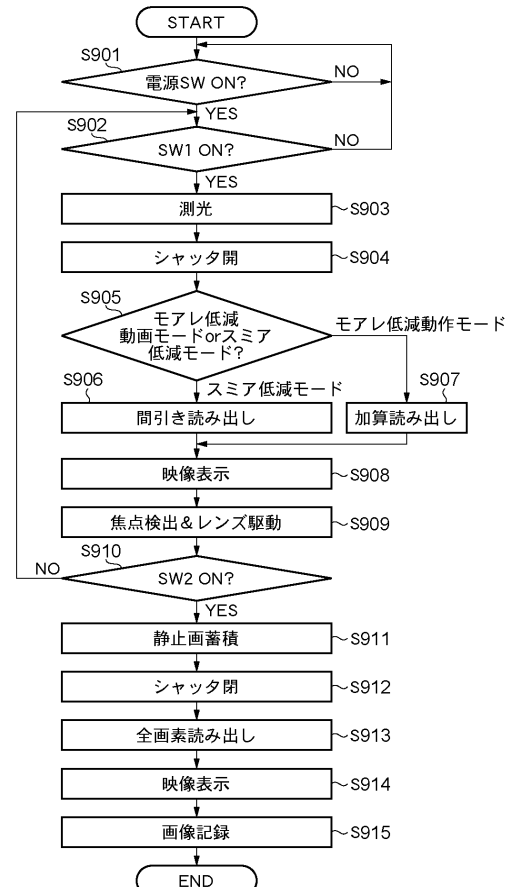 START
S901
電源SW ON?
NO
YES
S902
SW1 ON?
NO
YES
測光
S903
シャッタ開
S904
S905
モアレ低減
動画モードorスミア
低減モード?
モアレ低減動作モード
スミア低減モード
S906
間引き読み出し
S907
加算読み出し
映像表示
S908
焦点検出&レンズ駆動
S909
S910
SW2 ON?
NO
YES
静止画蓄積
S911
シャッタ閉
S912
全画素読み出し
S913
映像表示
S914
画像記録
S915
END